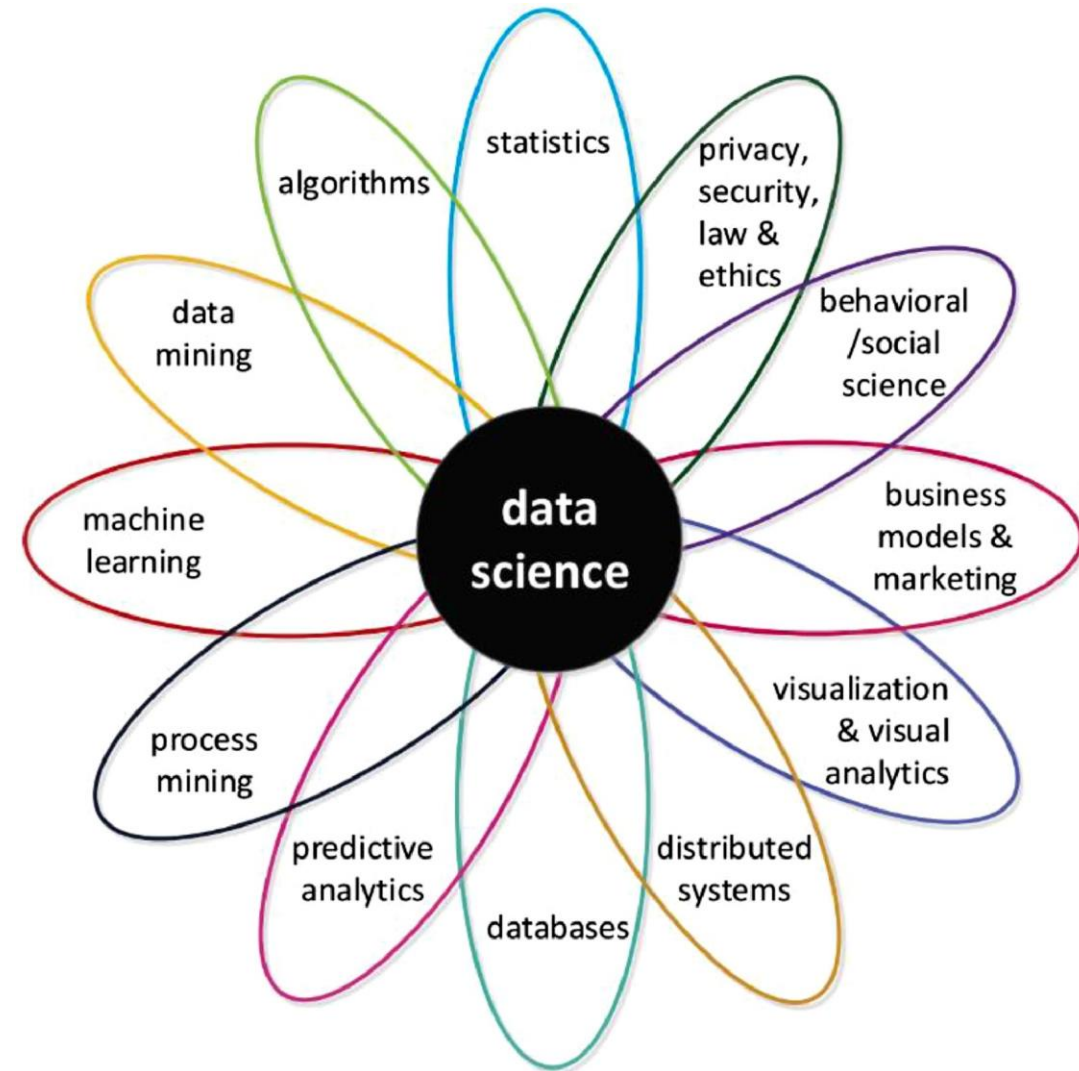 statistics
privacy,
security,
law &
ethics
behavioral
/social
science
business
models &
marketing
visualization
& visual
analytics
distributed
systems
databases
predictive
analytics
process
mining
machine
learning
data
mining
algorithms
data
science